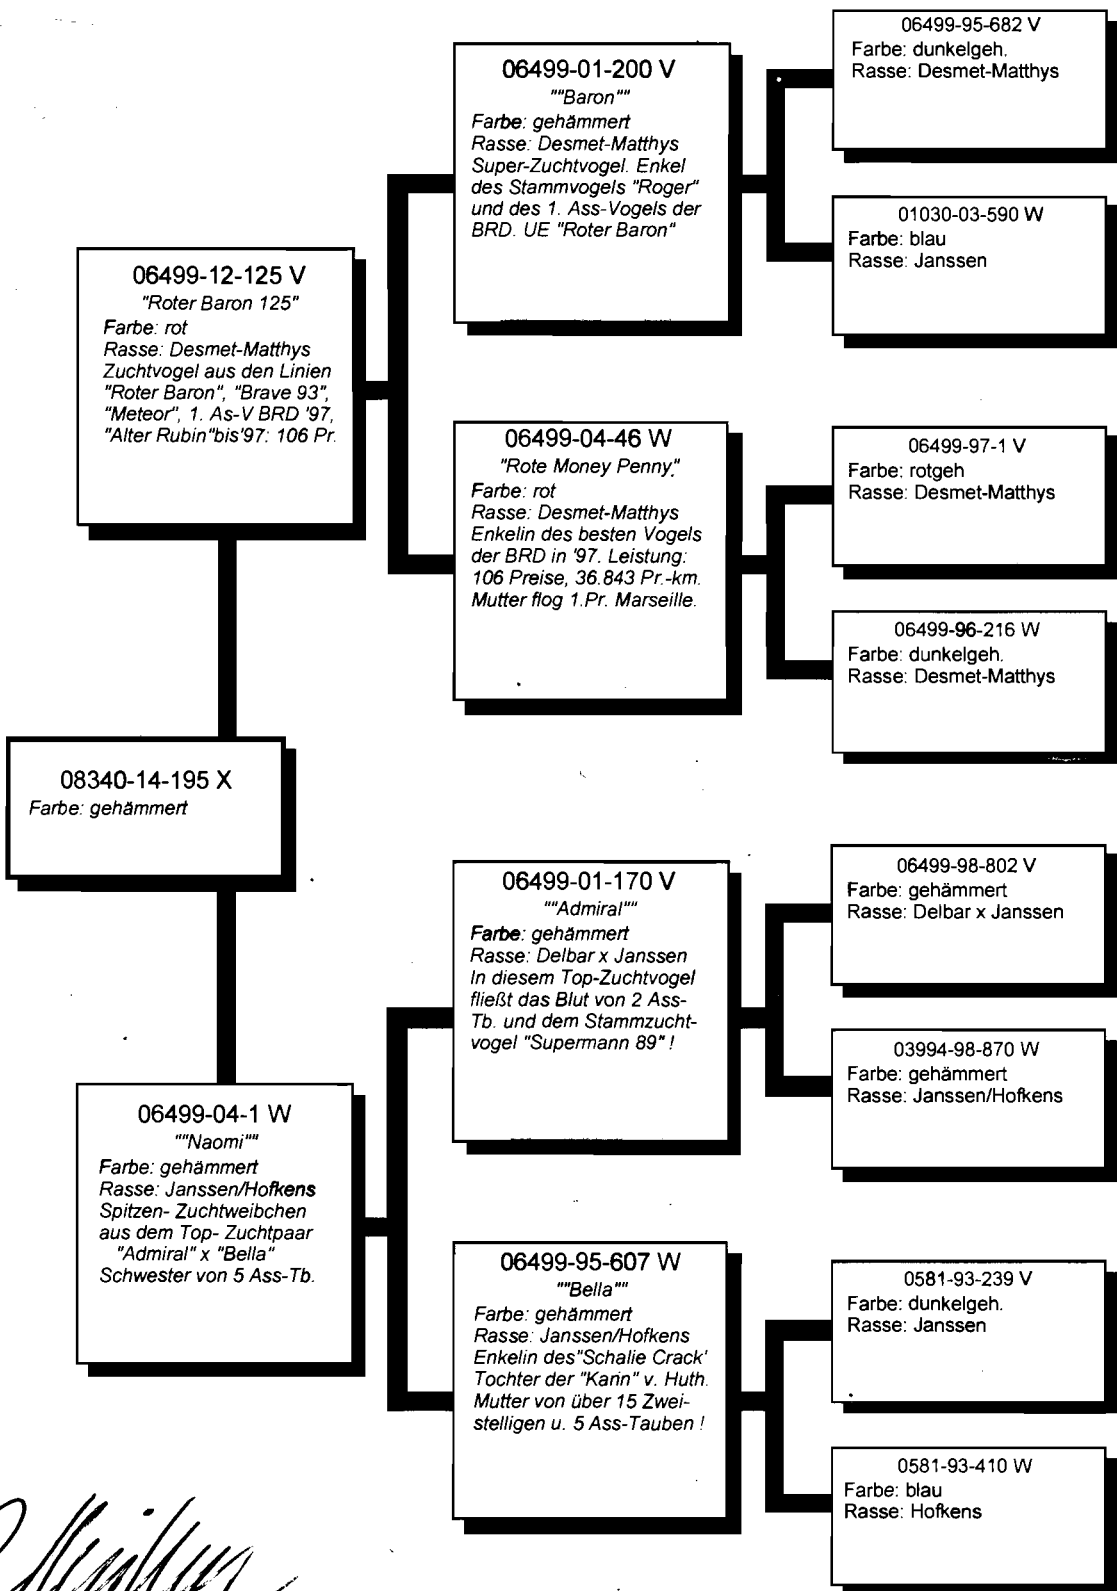 06499-95-682 V
Farbe: dunkelgeh.
Rasse: Desmet-Matthys
06499-01-200 V
""Baron""
Farbe: gehämmert
Rasse: Desmet-Matthys
Super-Zuchtvogel. Enkel
des Stammvogels "Roger"
und des 1. Ass-Vogels der
BRD. UE "Roter Baron"
01030-03-590 W
Farbe: blau
Rasse: Janssen
06499-12-125 V
"Roter Baron 125"
Farbe: rot
Rasse: Desmet-Matthys
Zuchtvogel aus den Linien
"Roter Baron", "Brave 93",
"Meteor", 1. As-V BRD '97,
"Alter Rubin"bis'97: 106 Pr.
06499-04-46 W
"Rote Money Penny"
Farbe: rot
Rasse: Desmet-Matthys
Enkelin des besten Vogels
der BRD in '97. Leistung:
106 Preise, 36.843 Pr.-km.
Mutter flog 1.Pr. Marseille.
06499-97-1 V
Farbe: rotgeh
Rasse: Desmet-Matthys
06499-96-216 W
Farbe: dunkelgeh.
Rasse: Desmet-Matthys
08340-14-195 X
Farbe: gehämmert
06499-98-802 V
Farbe: gehämmert
Rasse: Delbar x Janssen
06499-01-170 V
""Admiral""
Farbe: gehämmert
Rasse: Delbar x Janssen
In diesem Top-Zuchtvogel
fließt das Blut von 2 Ass-
Tb. und dem Stammzucht-
vogel "Supermann 89" !
03994-98-870 W
Farbe: gehämmert
Rasse: Janssen/Hofkens
06499-04-1 W
""Naomi""
Farbe: gehämmert
Rasse: Janssen/Hofkens
Spitzen- Zuchtweibchen
aus dem Top- Zuchtpaar
"Admiral" x "Bella"
Schwester von 5 Ass-Tb.
06499-95-607 W
""Bella""
Farbe: gehämmert
Rasse: Janssen/Hofkens
Enkelin des"Schalie Crack'
Tochter der "Karin" v. Huth.
Mutter von über 15 Zwei-
stelligen u. 5 Ass-Tauben !
0581-93-239 V
Farbe: dunkelgeh.
Rasse: Janssen
0581-93-410 W
Farbe: blau
Rasse: Hofkens